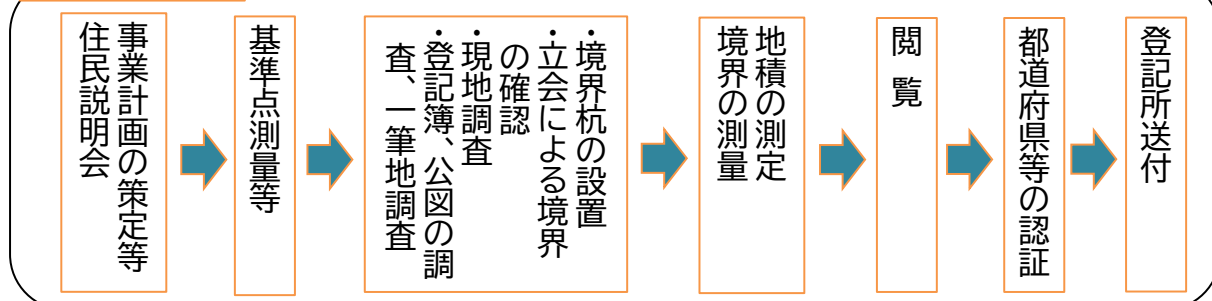 事業計画の策定等
住民説明会
基準点測量等
・境界杭の設置
・立会による境界
の確認
・現地調査
・登記簿、公図の調
査、一筆地調査
地積の測定
境界の測量
閲覧
都道府県等の認証
登記所送付